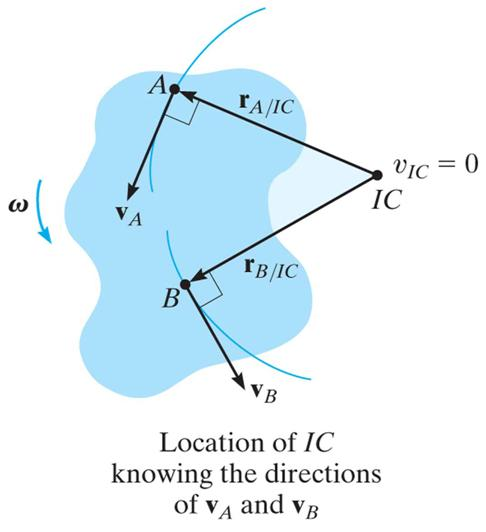 A
r_A/IC
v_IC = 0
IC
ω
v_A
r_B/IC
B
v_B
Location of IC
knowing the directions
of v_A and v_B